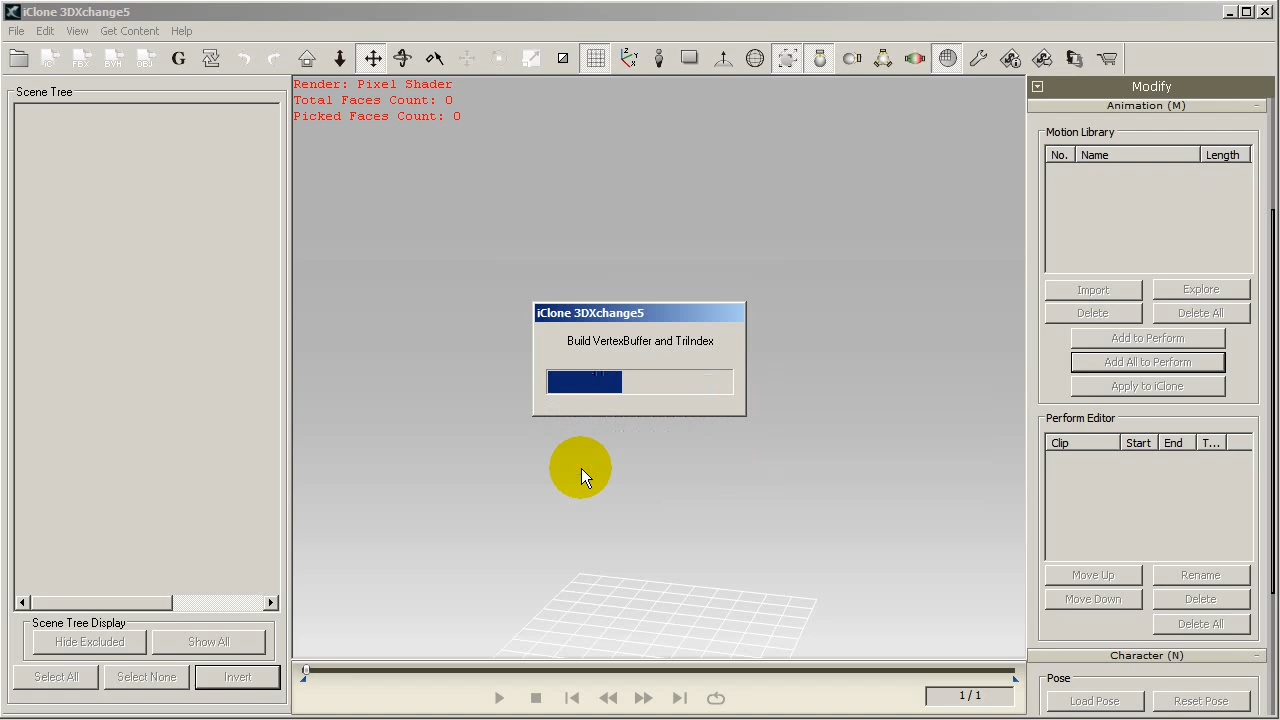 iClone 3DXchange5
File Edit View Get Content Help
G
Scene Tree
Hide Excluded Show All
Scene Tree Display
Select All Select None Invert
Render: Pixel Shader
Total Faces Count: 0
Picked Faces Count: 0
iClone 3DXchange5
Build VertexBuffer and TriIndex
1 / 1
Modify
Animation (M)
Motion Library
No. Name Length
Import Explore
Delete Delete All
Add to Perform
Add All to Perform
Apply to iClone
Perform Editor
Clip Start End T...
Move Up Rename
Move Down Delete
Delete All
Character (N)
Pose
Load Pose Reset Pose